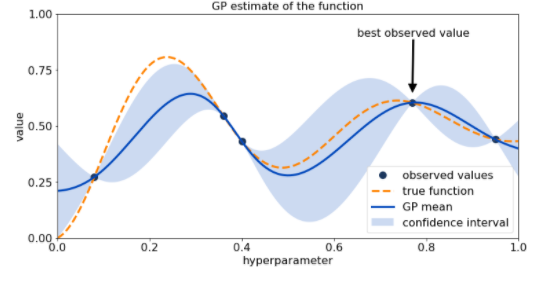 GP estimate of the function
best observed value
1.00
0.75
0.50
0.25
0.00
value
observed values
true function
GP mean
confidence interval
0.0 0.2 0.4 0.6 0.8 1.0
hyperparameter